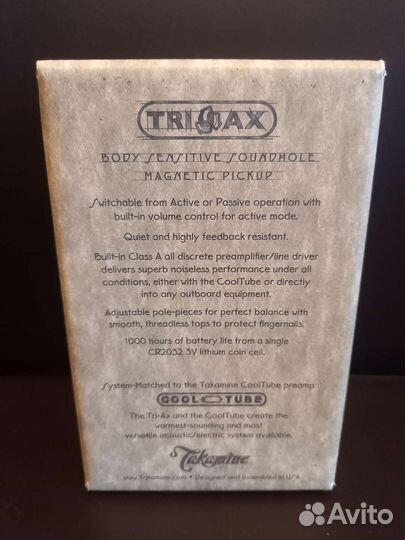 TRI AX
BODY SENSITIVE SOUNDHOLE
MAGNETIC PICKUP
Switchable from Active or Passive operation with
built-in volume control for active mode.
Quiet and highly feedback resistant.
Built-in Class A all discrete preamplifier/line driver
delivers superb noiseless performance under all
conditions, either with the CoolTube or directly
into any outboard equipment.
Adjustable pole-pieces for perfect balance with
smooth, threadless tops to protect fingernails.
1000 hours of battery life from a single
CR2032 3V lithium coin cell.
System-Matched to the Takamine CoolTube preamp
COOL TUBE
The Tri-Ax and the CoolTube create the
warmest-sounding and most
versatile acoustic/electric system available.
Takamine
www.Takamine.com • Designed and assembled in USA
Avito